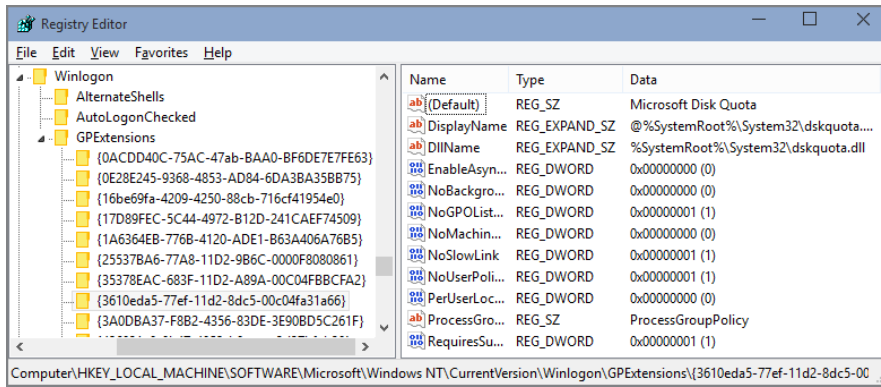 Registry Editor
File Edit View Favorites Help
Winlogon
AlternateShells
AutoLogonChecked
GPExtensions
{0ACDD40C-75AC-47ab-BAA0-BF6DE7E7FE63}
{0E28E245-9368-4853-AD84-6DA3BA35BB75}
{16be69fa-4209-4250-88cb-716cf41954e0}
{17D89FEC-5C44-4972-B12D-241CAEF74509}
{1A6364EB-776B-4120-ADE1-B63A406A76B5}
{25537BA6-77A8-11D2-9B6C-0000F8080861}
{35378EAC-683F-11D2-A89A-00C04FBBCFA2}
{3610eda5-77ef-11d2-8dc5-00c04fa31a66}
{3A0DBA37-F8B2-4356-83DE-3E90BD5C261F}
Name Type Data
(Default) REG_SZ Microsoft Disk Quota
DisplayName REG_EXPAND_SZ @%SystemRoot%\System32\dskquota....
DllName REG_EXPAND_SZ %SystemRoot%\System32\dskquota.dll
EnableAsyn... REG_DWORD 0x00000000 (0)
NoBackgro... REG_DWORD 0x00000000 (0)
NoGPOList... REG_DWORD 0x00000001 (1)
NoMachin... REG_DWORD 0x00000000 (0)
NoSlowLink REG_DWORD 0x00000001 (1)
NoUserPoli... REG_DWORD 0x00000001 (1)
PerUserLoc... REG_DWORD 0x00000000 (0)
ProcessGro... REG_SZ ProcessGroupPolicy
RequiresSu... REG_DWORD 0x00000001 (1)
Computer\HKEY_LOCAL_MACHINE\SOFTWARE\Microsoft\Windows NT\CurrentVersion\Winlogon\GPExtensions\{3610eda5-77ef-11d2-8dc5-00